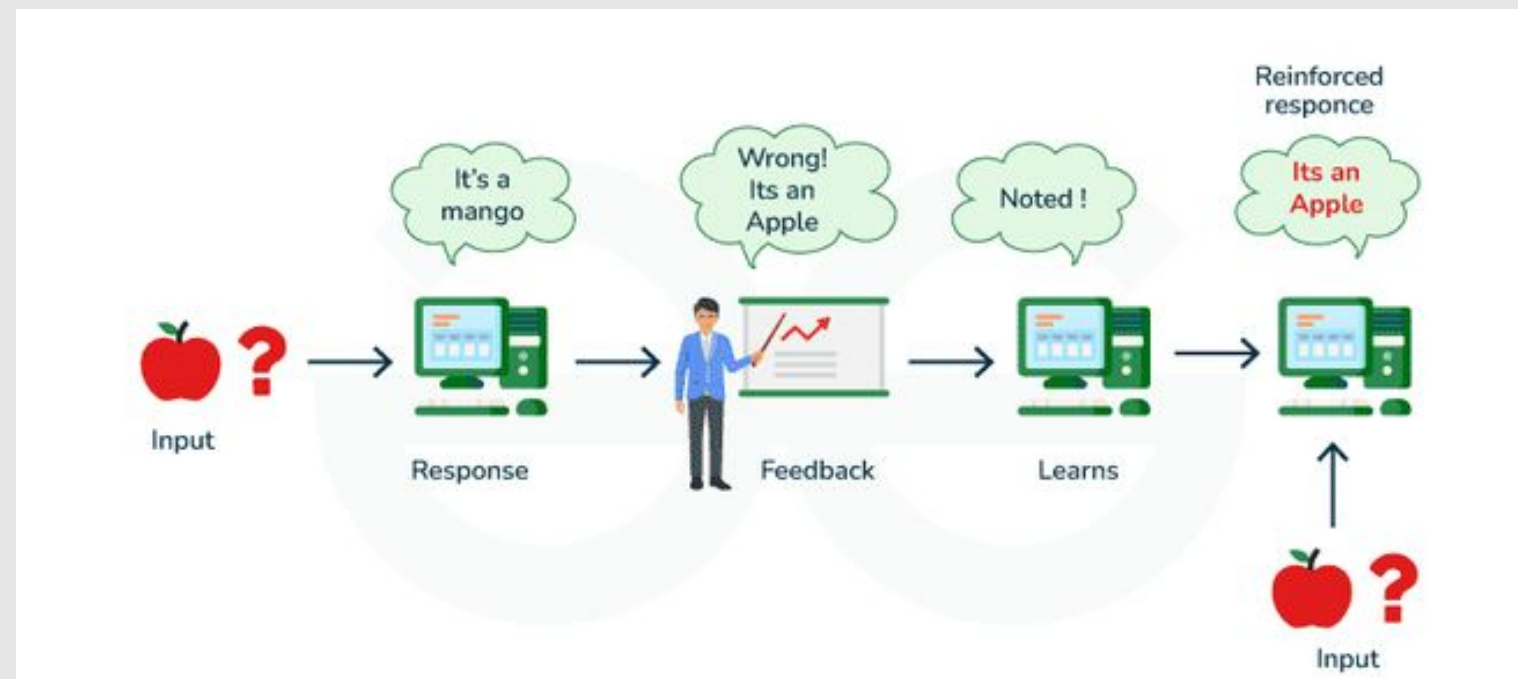 Reinforced
responce
It's a
mango
Wrong!
Its an
Apple
Noted !
Its an
Apple
Input
Response
Feedback
Learns
Input